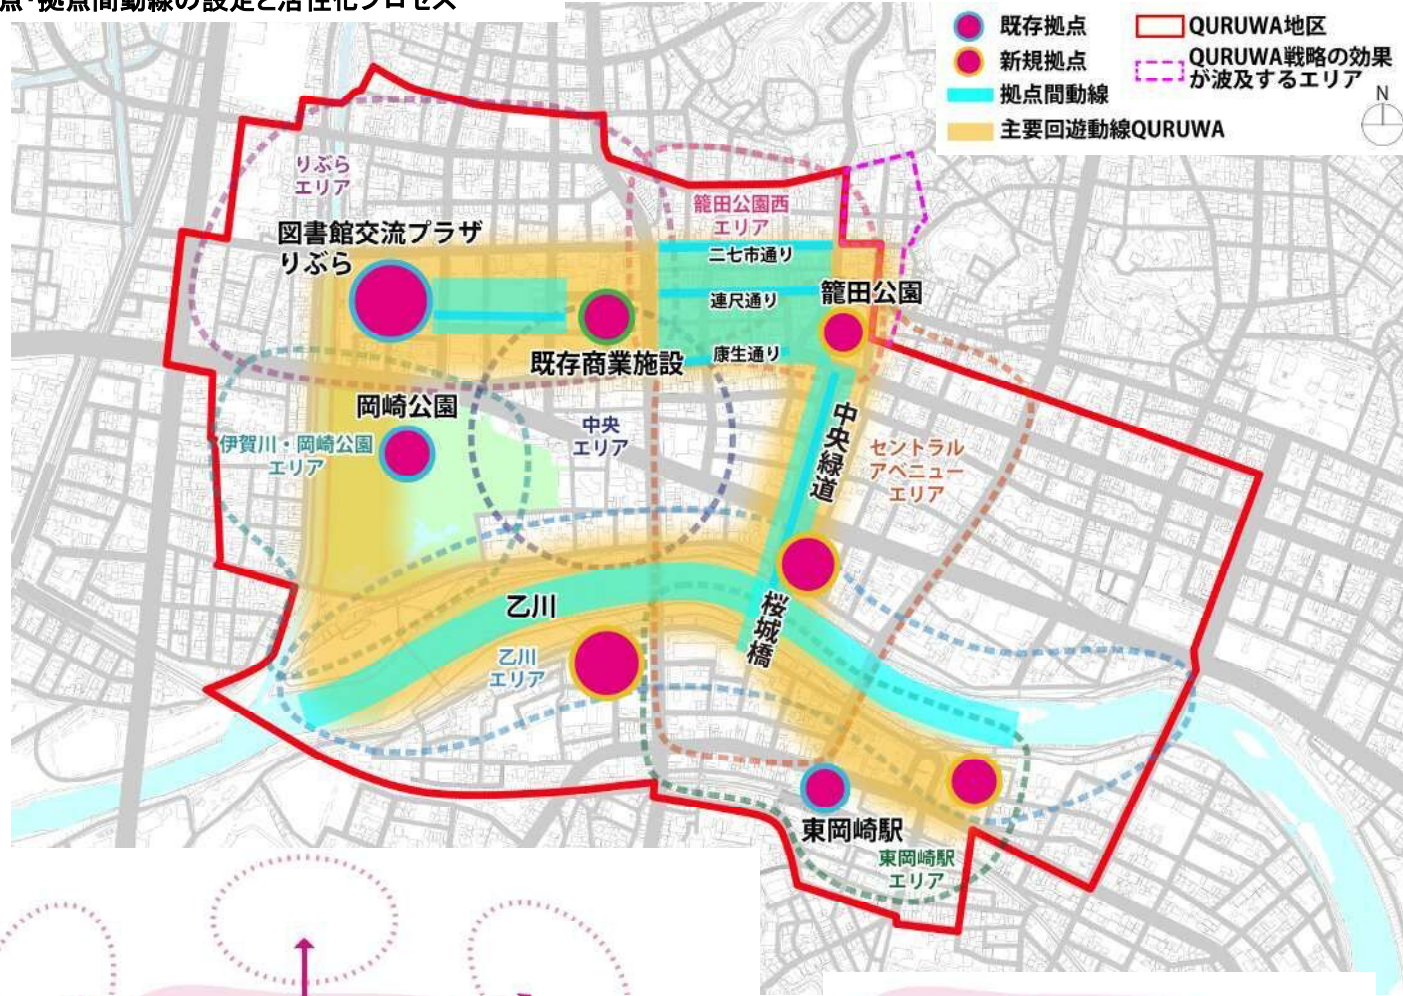 点・拠点間動線の設定と活性化プロセス
既存拠点
新規拠点
拠点間動線
主要回遊動線QURUWA
QURUWA地区
QURUWA戦略の効果
が波及するエリア
N
りぶら
エリア
図書館交流プラザ
りぶら
籠田公園西
エリア
二七市通り
連尺通り
康生通り
籠田公園
既存商業施設
岡崎公園
伊賀川・岡崎公園
エリア
中央
エリア
中央緑道
セントラル
アベニュー
エリア
乙川
桜城橋
乙川
エリア
東岡崎駅
東岡崎駅
エリア